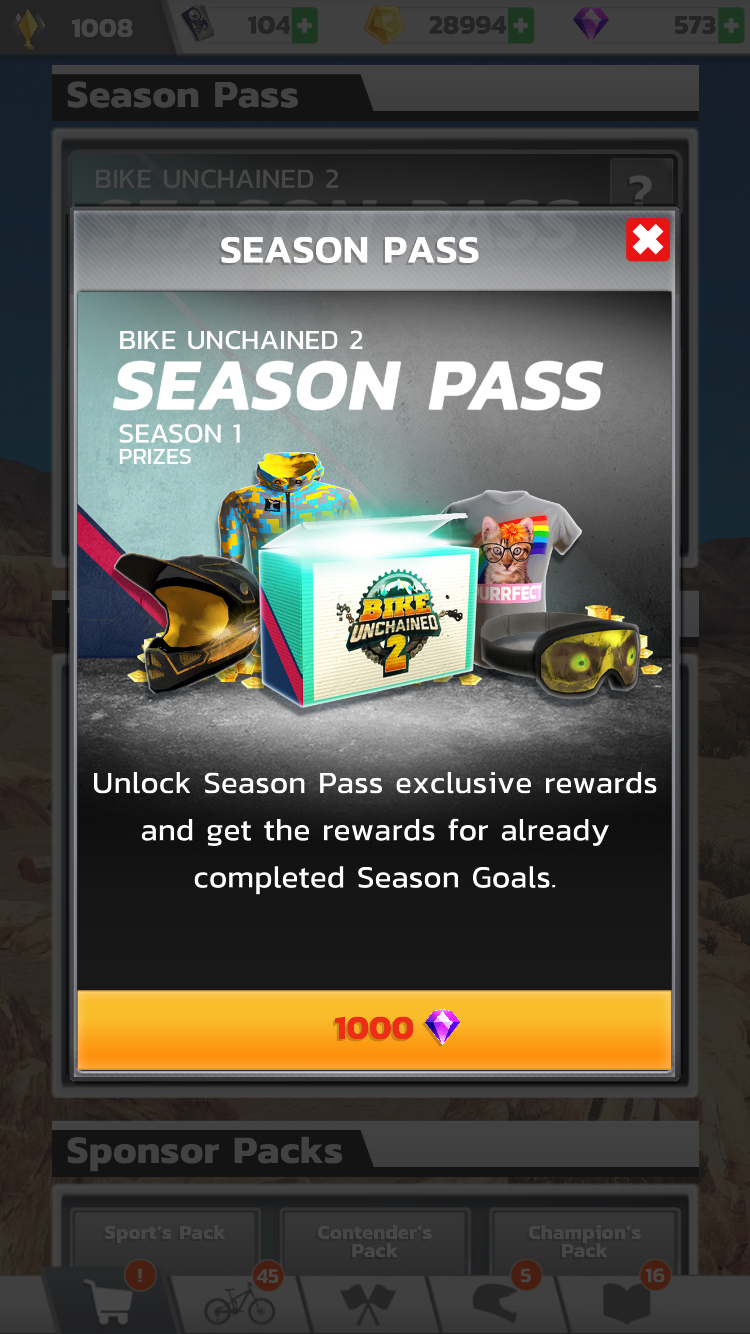 1008
104
28994
573
Season Pass
BIKE UNCHAINED 2
?
SEASON PASS
SEASON PASS
BIKE UNCHAINED 2
SEASON PASS
SEASON 1
PRIZES
BIKE
UNCHAINED
2
URRFECT
Unlock Season Pass exclusive rewards
and get the rewards for already
completed Season Goals.
1000
Sponsor Packs
Sport's Pack
Contender's
Pack
Champion's
Pack
!
45
5
16